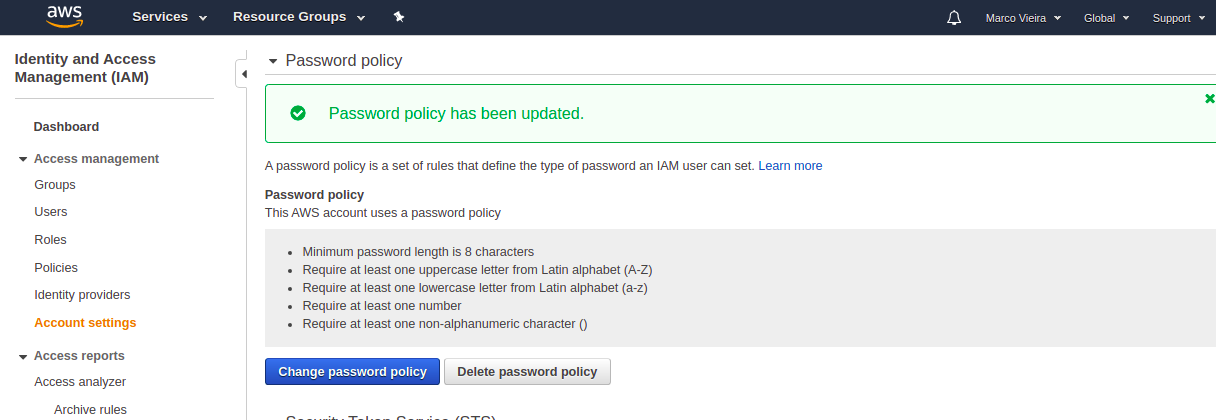 aws
Services
Resource Groups
Marco Vieira
Global
Support
Identity and Access
Management (IAM)
Dashboard
Access management
Groups
Users
Roles
Policies
Identity providers
Account settings
Access reports
Access analyzer
Archive rules
Password policy
Password policy has been updated.
A password policy is a set of rules that define the type of password an IAM user can set. Learn more
Password policy
This AWS account uses a password policy
• Minimum password length is 8 characters
• Require at least one uppercase letter from Latin alphabet (A-Z)
• Require at least one lowercase letter from Latin alphabet (a-z)
• Require at least one number
• Require at least one non-alphanumeric character ()
Change password policy
Delete password policy
Security Token Service (STS)